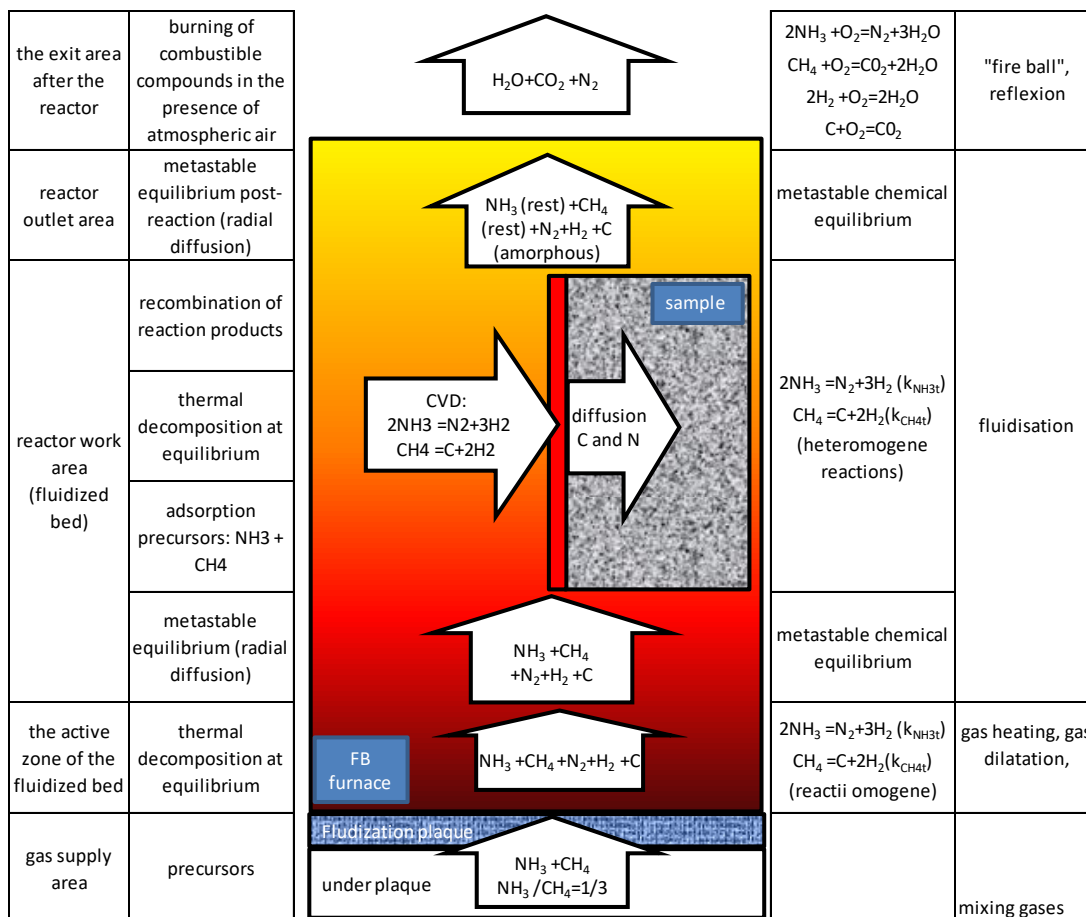 the exit area
after the
reactor
burning of
combustible
compounds in the
presence of
atmospheric air
H₂O+CO₂ +N₂
2NH₃ +O₂=N₂+3H₂O
CH₄ +O₂=C0₂+2H₂O
2H₂ +O₂=2H₂O
C+O₂=C0₂
"fire ball",
reflexion
reactor
outlet area
metastable
equilibrium post-
reaction (radial
diffusion)
NH₃ (rest) +CH₄
(rest) +N₂+H₂ +C
(amorphous)
metastable chemical
equilibrium
reactor work
area
(fluidized
bed)
recombination of
reaction products
thermal
decomposition at
equilibrium
adsorption
precursors: NH3 +
CH4
metastable
equilibrium (radial
diffusion)
sample
CVD:
2NH3 =N2+3H2
CH4 =C+2H2
diffusion
C and N
2NH₃ =N₂+3H₂ (kNH3t)
CH₄ =C+2H₂(kCH4t)
(heteromogene
reactions)
fluidisation
NH₃ +CH₄
+N₂+H₂ +C
metastable chemical
equilibrium
the active
zone of the
fluidized bed
thermal
decomposition at
equilibrium
FB
furnace
NH₃ +CH₄+N₂+H₂ +C
2NH₃ =N₂+3H₂ (kNH3t)
CH₄ =C+2H₂(kCH4t)
(reactii omogene)
gas heating, gas
dilatation,
gas supply
area
precursors
Fludization plaque
under plaque
NH₃ +CH₄
NH₃ /CH₄=1/3
mixing gases